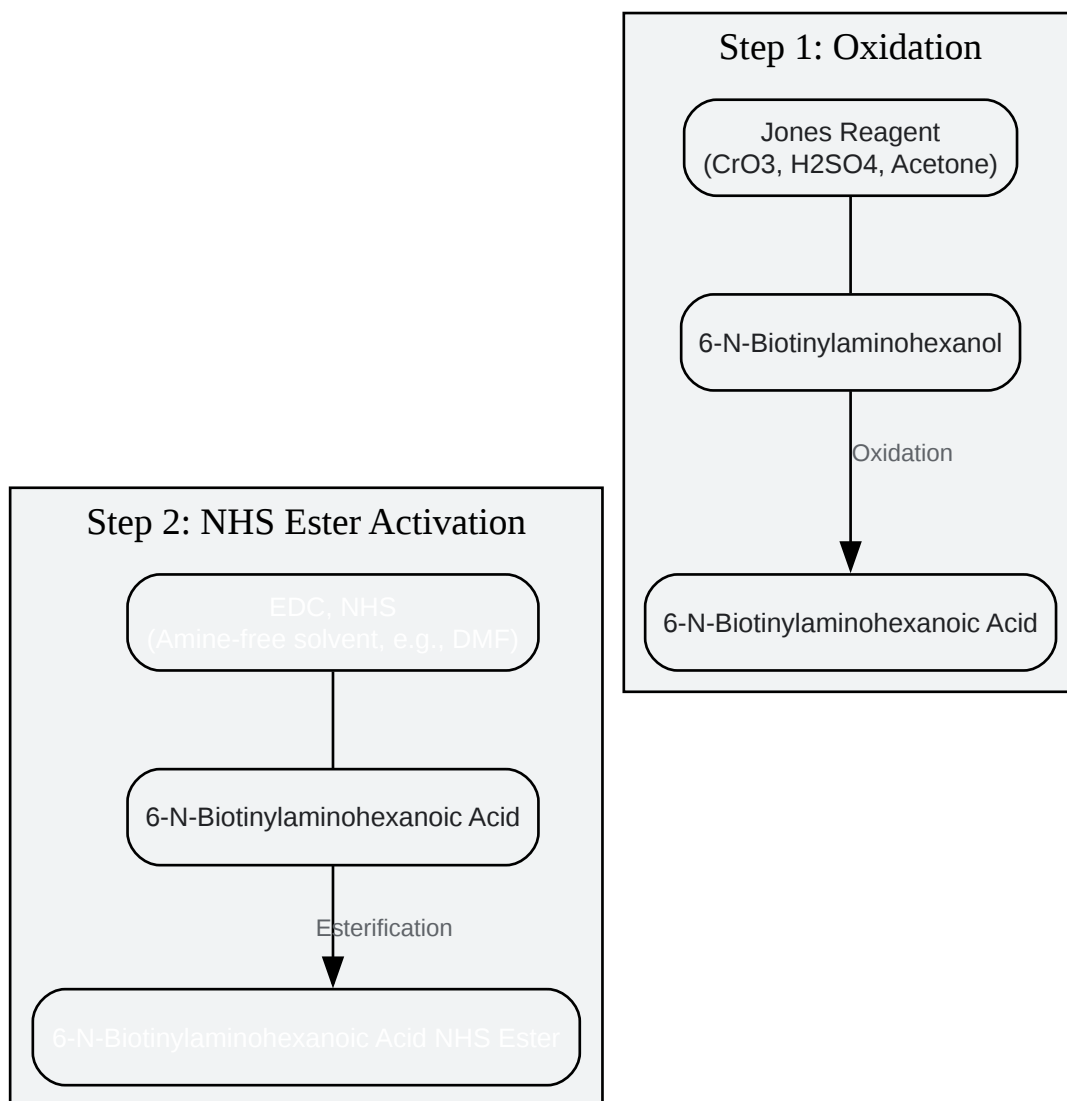 Step 1: Oxidation
Jones Reagent
(CrO3, H2SO4, Acetone)
6-N-Biotinylaminohexanol
Oxidation
6-N-Biotinylaminohexanoic Acid
Step 2: NHS Ester Activation
EDC, NHS
(Amine-free solvent, e.g., DMF)
6-N-Biotinylaminohexanoic Acid
Esterification
6-N-Biotinylaminohexanoic Acid NHS Ester